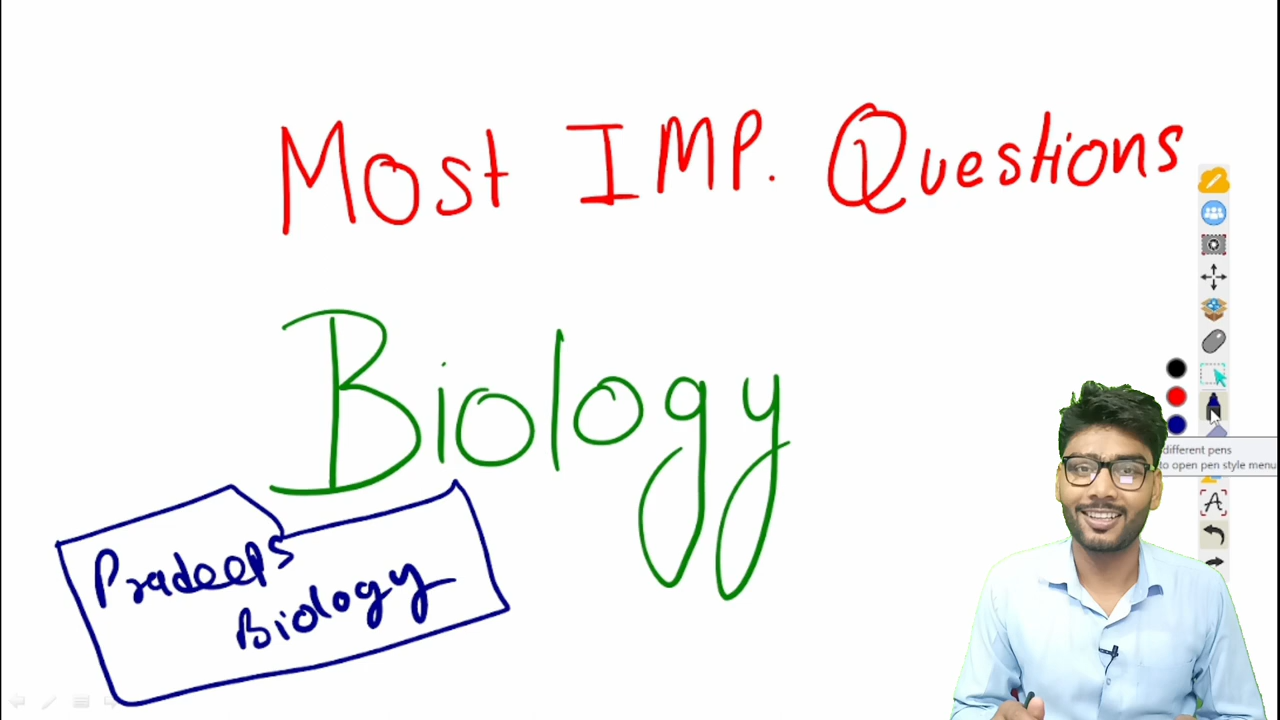 Most IMP. Questions
Biology
Pradeeps
Biology
different pens
to open pen style menu
A